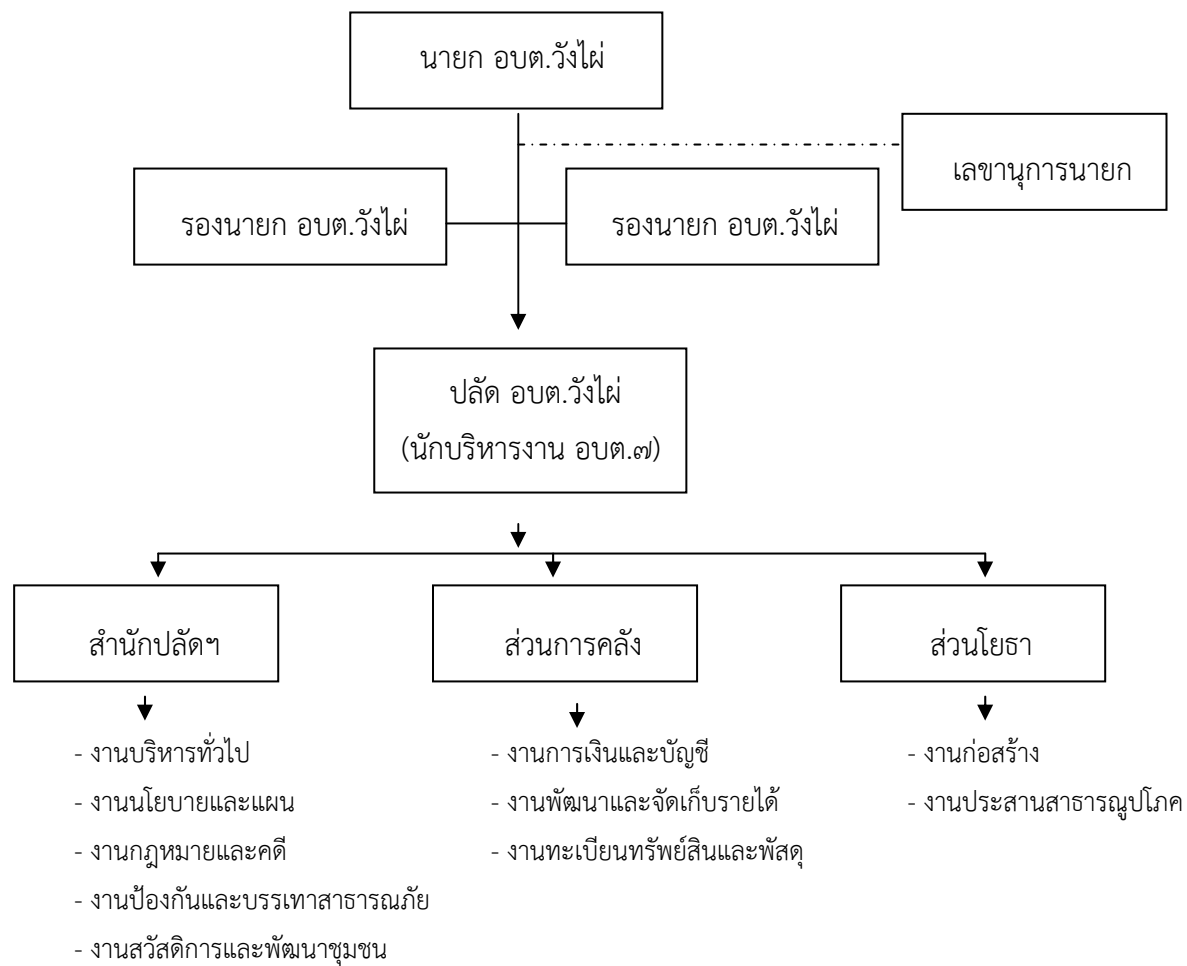 นายก อบต.วังไผ่
เลขานุการนายก
รองนายก อบต.วังไผ่
รองนายก อบต.วังไผ่
ปลัด อบต.วังไผ่
(นักบริหารงาน อบต.๗)
สำนักปลัดฯ
ส่วนการคลัง
ส่วนโยธา
- งานบริหารทั่วไป
- งานนโยบายและแผน
- งานกฎหมายและคดี
- งานป้องกันและบรรเทาสาธารณภัย
- งานสวัสดิการและพัฒนาชุมชน
- งานการเงินและบัญชี
- งานพัฒนาและจัดเก็บรายได้
- งานทะเบียนทรัพย์สินและพัสดุ
- งานก่อสร้าง
- งานประสานสาธารณูปโภค